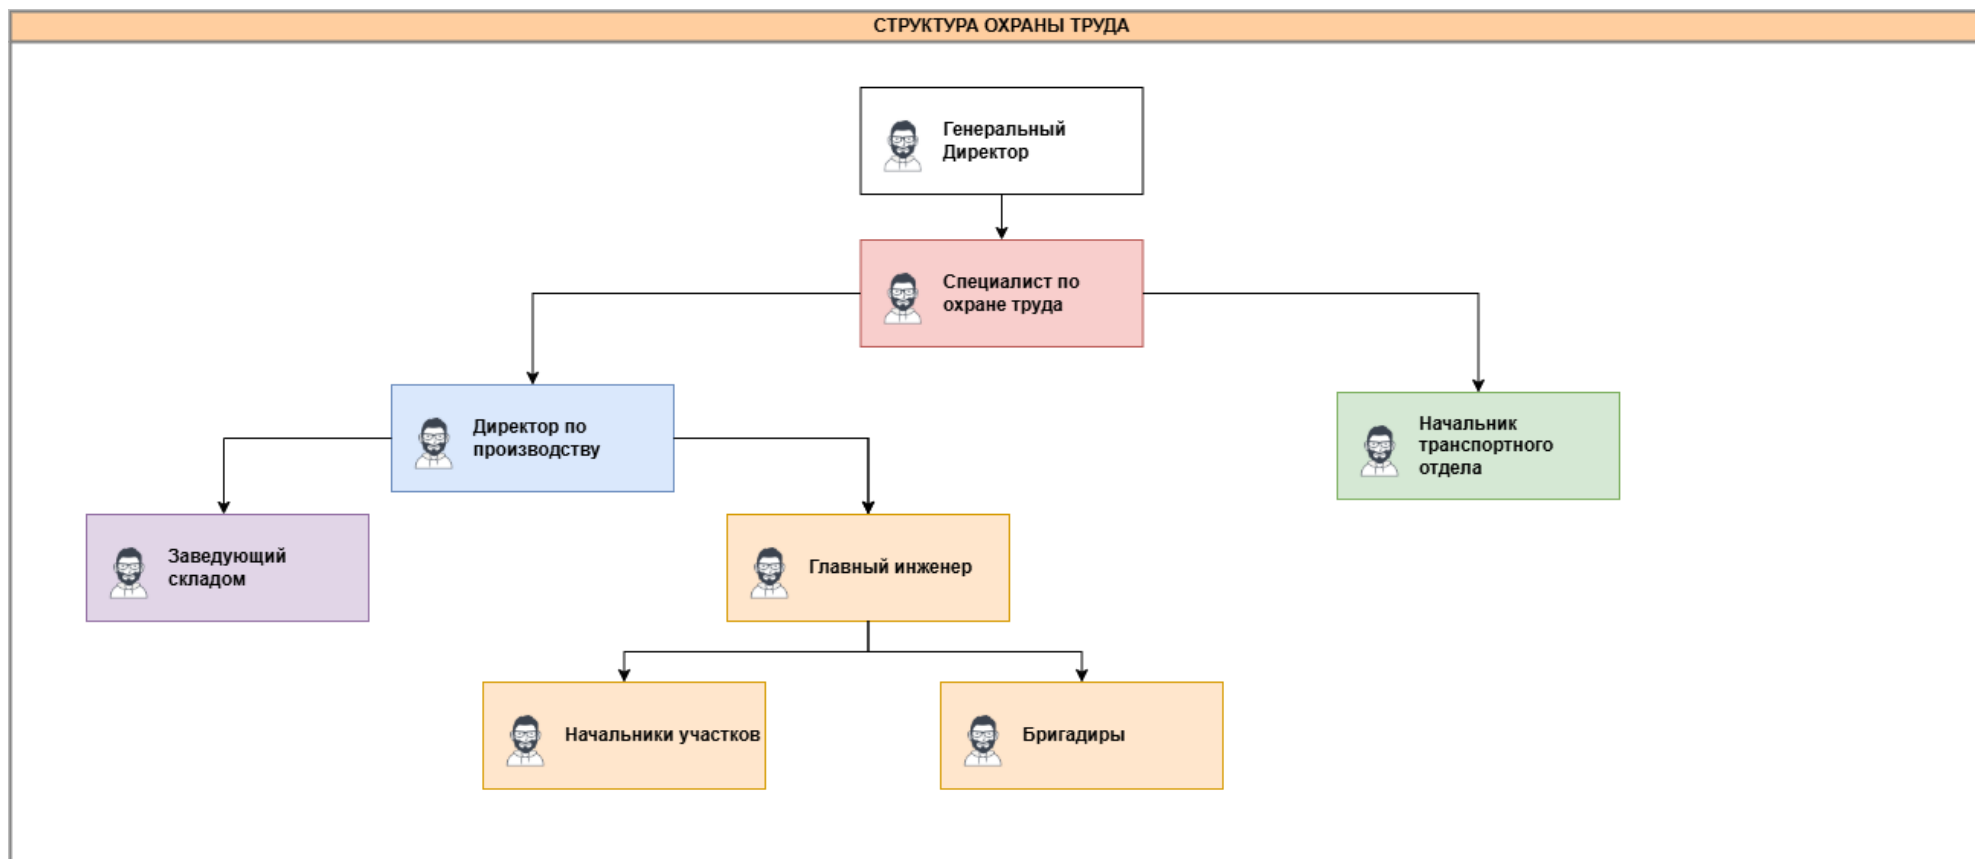 СТРУКТУРА ОХРАНЫ ТРУДА
Генеральный
Директор
Специалист по
охране труда
Директор по
производству
Начальник
транспортного
отдела
Заведующий
складом
Главный инженер
Начальники участков
Бригадиры